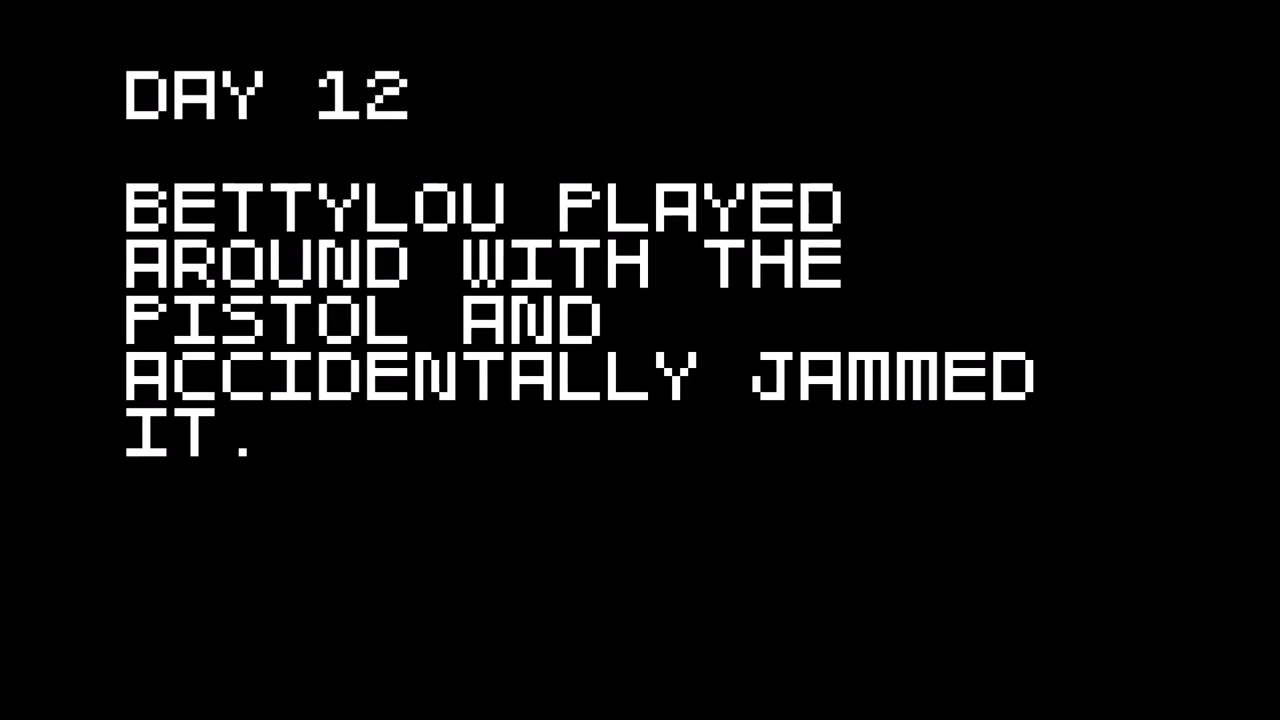 DAY 12
BETTYLOU PLAYED
AROUND WITH THE
PISTOL AND
ACCIDENTALLY JAMMED
IT.